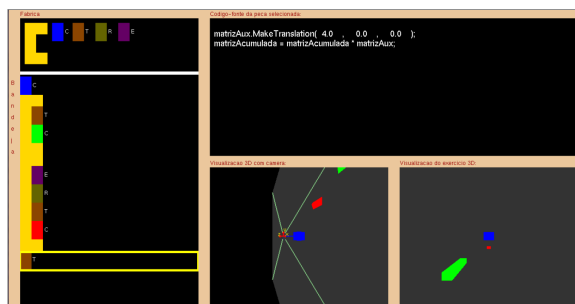 Fabrica
C T R E
Bandeja
C
T
C
E
R
T
C
T
Codigo-fonte da peca selecionada:
matrizAux.MakeTranslation( 4.0 , 0.0 , 0.0 );
matrizAcumulada = matrizAcumulada * matrizAux;
Visualizacao 3D com camera:
Visualizacao do exercicio 3D: